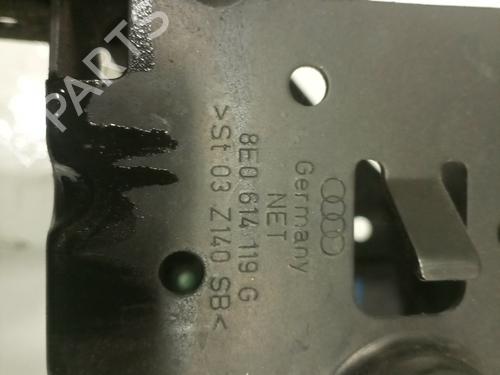 Germany
NET
8E0 614 119 G
>St 03 Z140 SB<
PARTS